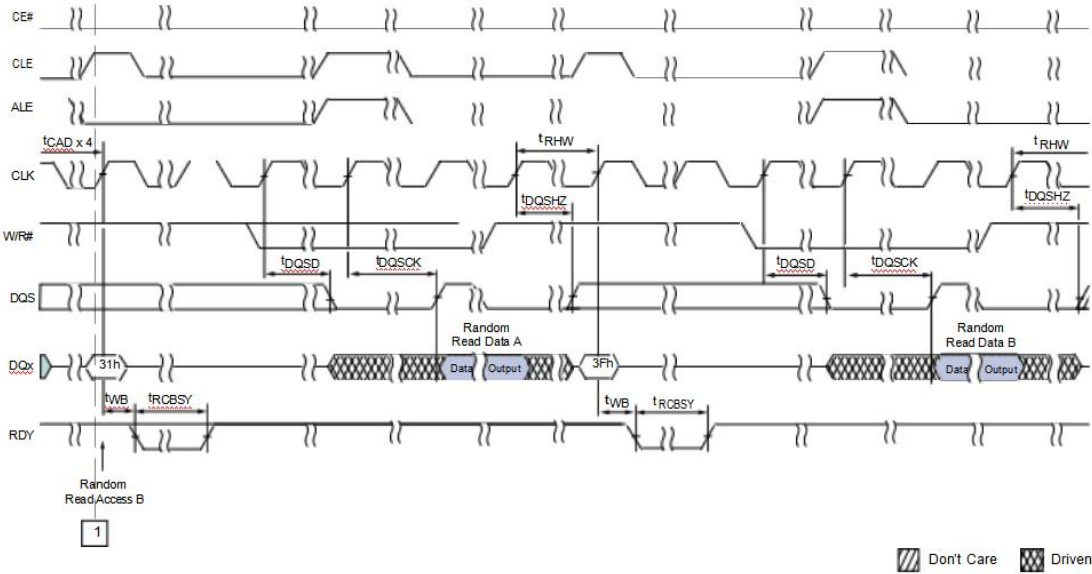 CE#
CLE
ALE
tCAD x 4
tRHW
tRHW
CLK
tDQSHZ
tDQSHZ
W/R#
tDQSD
tDQSCK
tDQSD
tDQSCK
DQS
Random
Read Data A
Random
Read Data B
DQx
31h
Data Output
3Fh
Data Output
tWB
tRCBSY
tWB
tRCBSY
RDY
Random
Read Access B
1
Don't Care
Driven